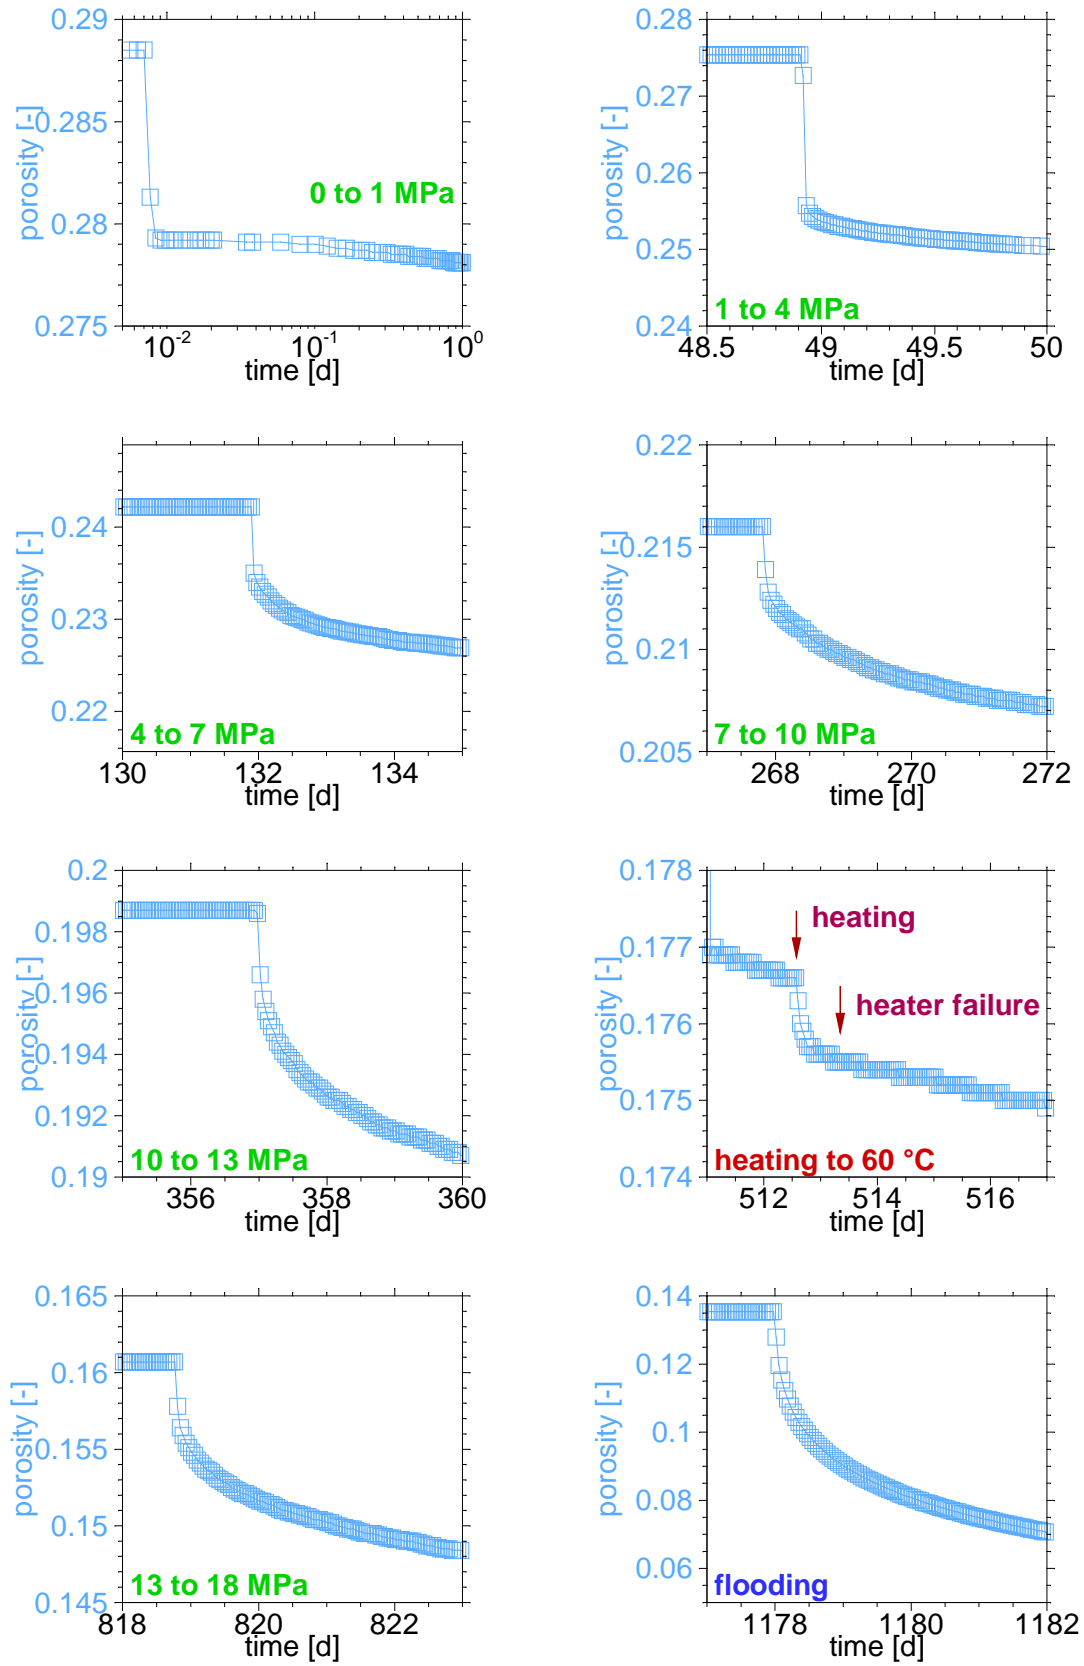 0.29
0.285
0.28
0.275
porosity [-]
0 to 1 MPa
10-2
10-1
100
time [d]
0.28
0.27
0.26
0.25
0.24
porosity [-]
1 to 4 MPa
48.5
49
49.5
50
time [d]
0.24
0.23
0.22
porosity [-]
4 to 7 MPa
130
132
134
time [d]
0.22
0.215
0.21
0.205
porosity [-]
7 to 10 MPa
268
270
272
time [d]
0.2
0.198
0.196
0.194
0.192
0.19
porosity [-]
10 to 13 MPa
356
358
360
time [d]
0.178
0.177
0.176
0.175
0.174
porosity [-]
heating
heater failure
heating to 60 °C
512
514
516
time [d]
0.165
0.16
0.155
0.15
0.145
porosity [-]
13 to 18 MPa
818
820
822
time [d]
0.14
0.12
0.1
0.08
0.06
porosity [-]
flooding
1178
1180
1182
time [d]